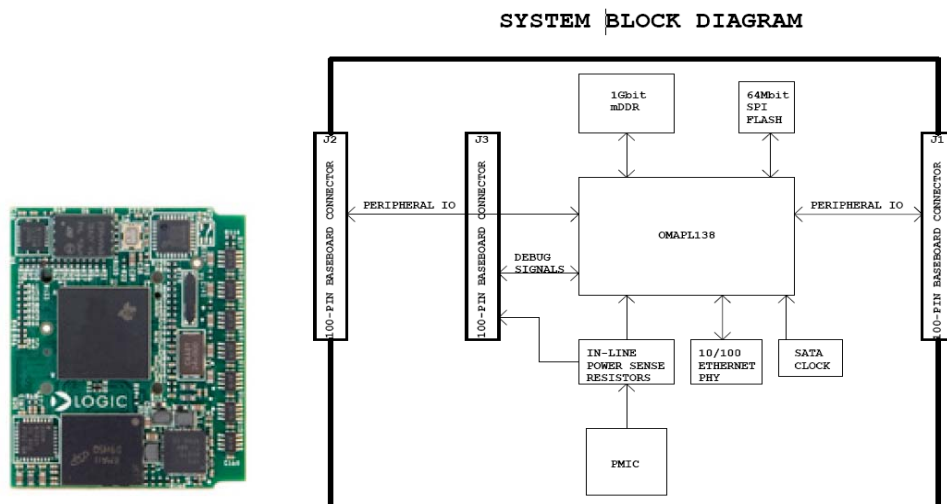 SYSTEM BLOCK DIAGRAM
1Gbit
mDDR
64Mbit
SPI
FLASH
J2
100-PIN BASEBOARD CONNECTOR
J3
100-PIN BASEBOARD CONNECTOR
J1
100-PIN BASEBOARD CONNECTOR
PERIPHERAL IO
OMAPL138
PERIPHERAL IO
DEBUG
SIGNALS
IN-LINE
POWER SENSE
RESISTORS
10/100
ETHERNET
PHY
SATA
CLOCK
PMIC
LOGIC